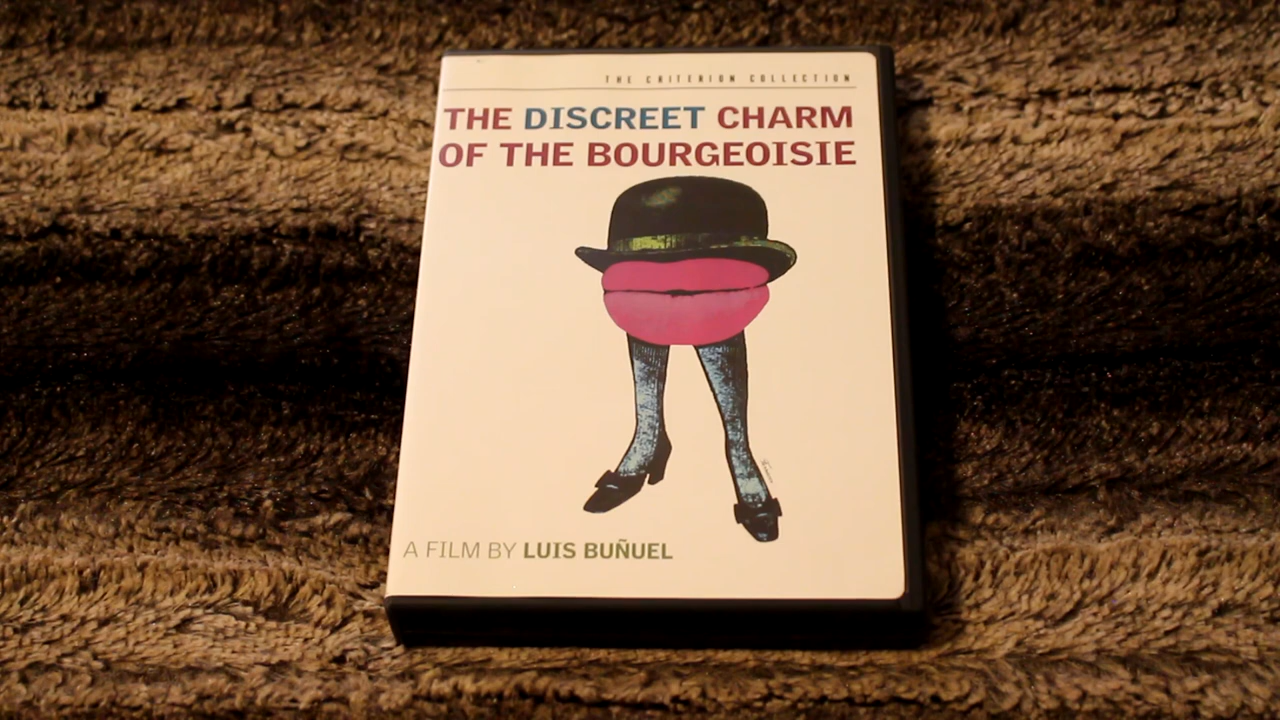 THE CRITERION COLLECTION
THE DISCREET CHARM
OF THE BOURGEOISIE
A FILM BY LUIS BUÑUEL